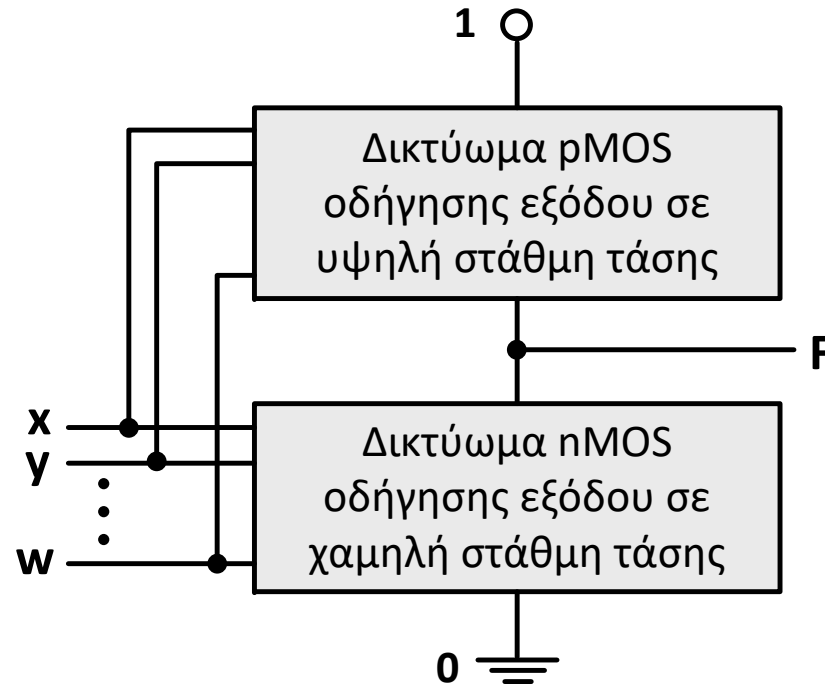 1
Δικτύωμα pMOS
οδήγησης εξόδου σε
υψηλή στάθμη τάσης
F
x
y
w
Δικτύωμα nMOS
οδήγησης εξόδου σε
χαμηλή στάθμη τάσης
0